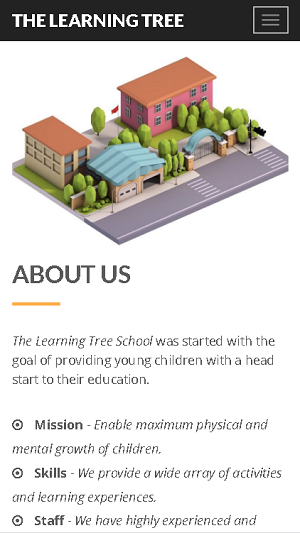 THE LEARNING TREE
ABOUT US
The Learning Tree School was started with the
goal of providing young children with a head
start to their education.
Mission - Enable maximum physical and
mental growth of children.
Skills - We provide a wide array of activities
and learning experiences.
Staff - We have highly experienced and